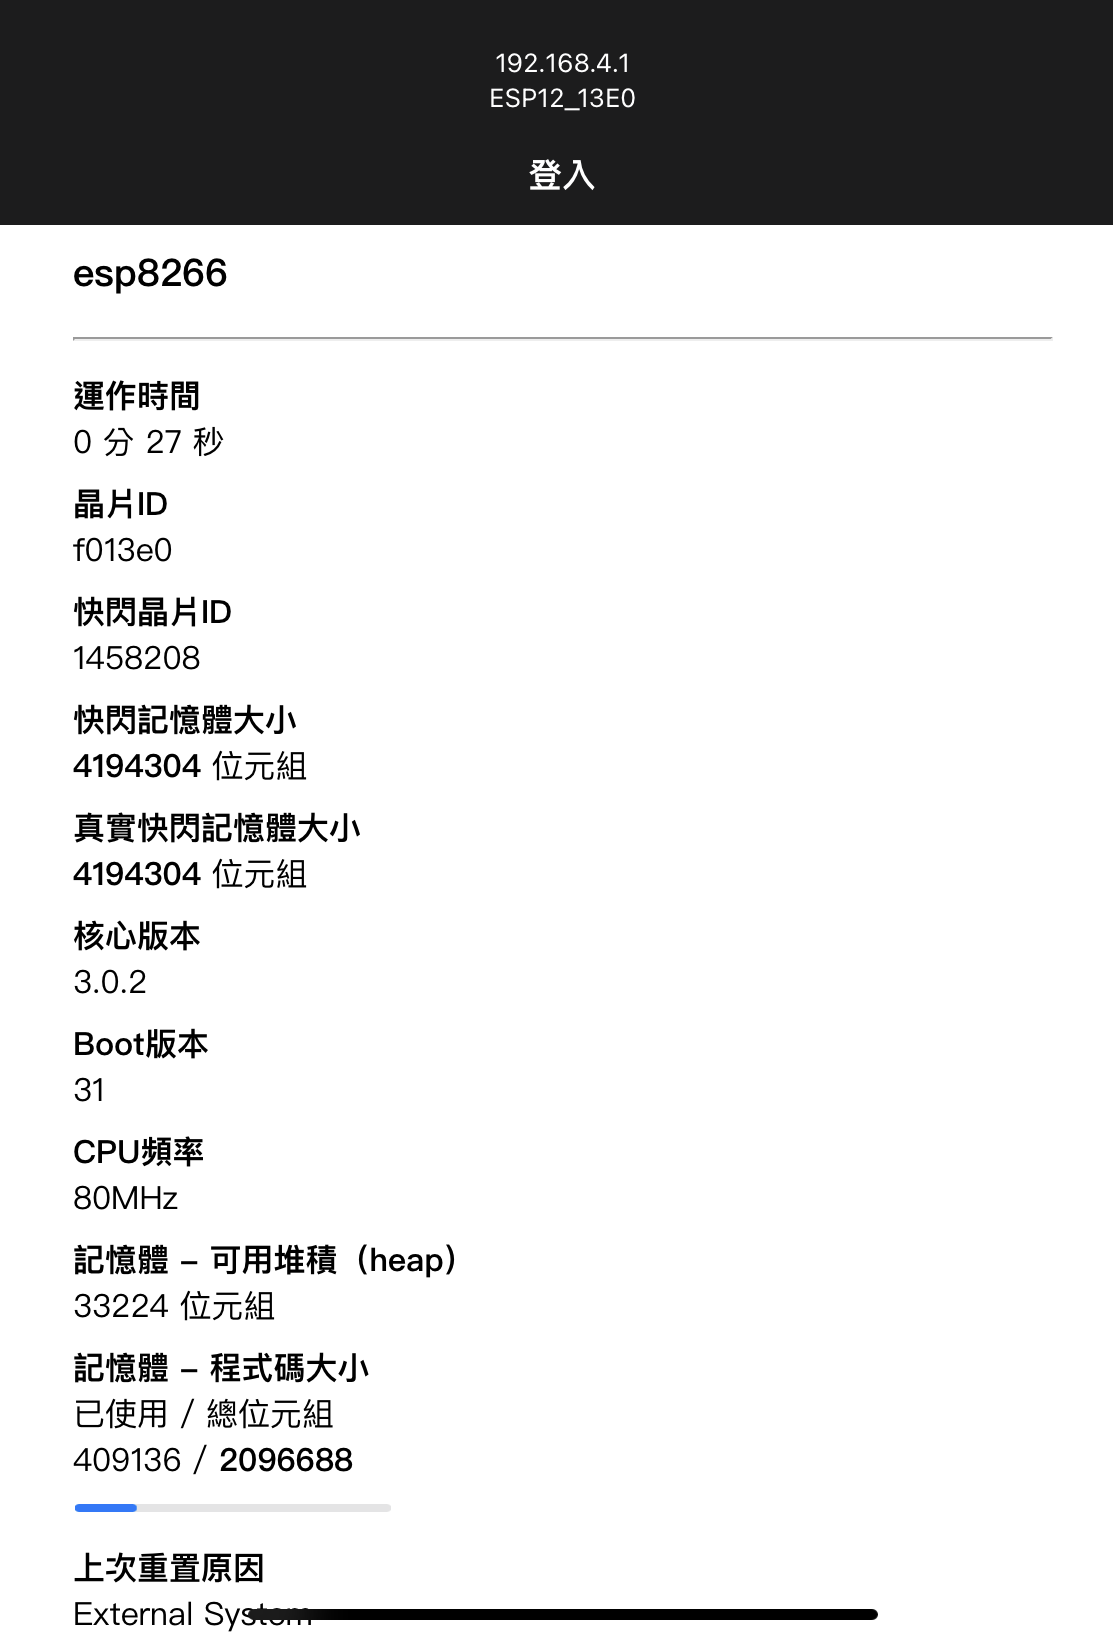 192.168.4.1
ESP12_13E0
登入
esp8266
運作時間
0 分 27 秒
晶片ID
f013e0
快閃晶片ID
1458208
快閃記憶體大小
4194304 位元組
真實快閃記憶體大小
4194304 位元組
核心版本
3.0.2
Boot版本
31
CPU頻率
80MHz
記憶體 – 可用堆積（heap）
33224 位元組
記憶體 – 程式碼大小
已使用 / 總位元組
409136 / 2096688
上次重置原因
External System